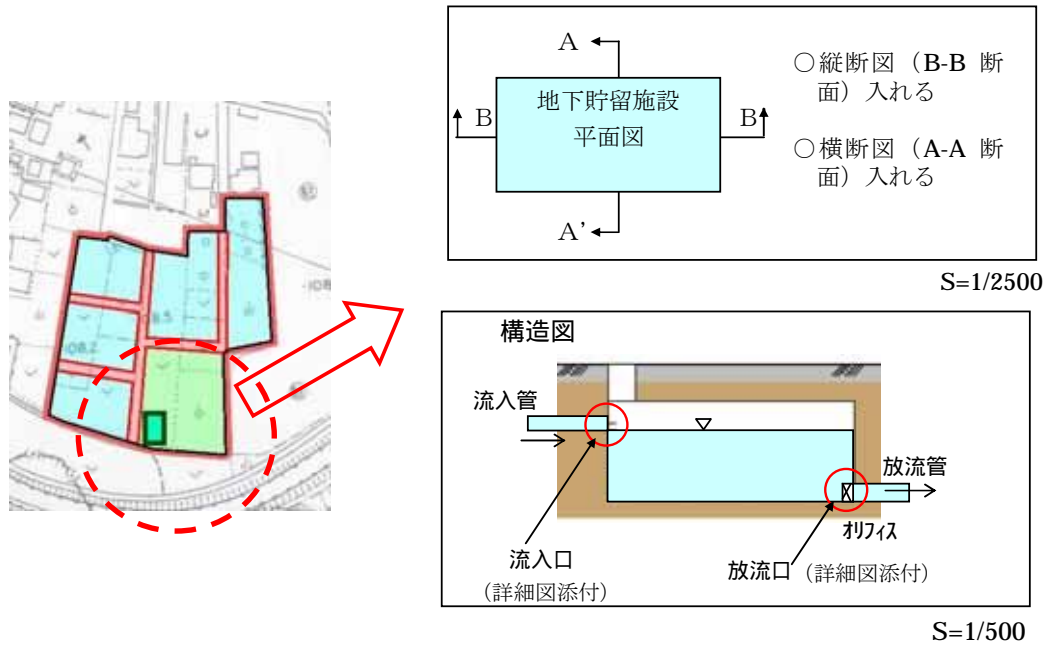 A
B
地下貯留施設
平面図
B
A’
○縦断図（B-B 断
面）入れる
○横断図（A-A 断
面）入れる
S=1/2500
構造図
流入管
放流管
オリフィス
流入口
（詳細図添付）
放流口（詳細図添付）
S=1/500